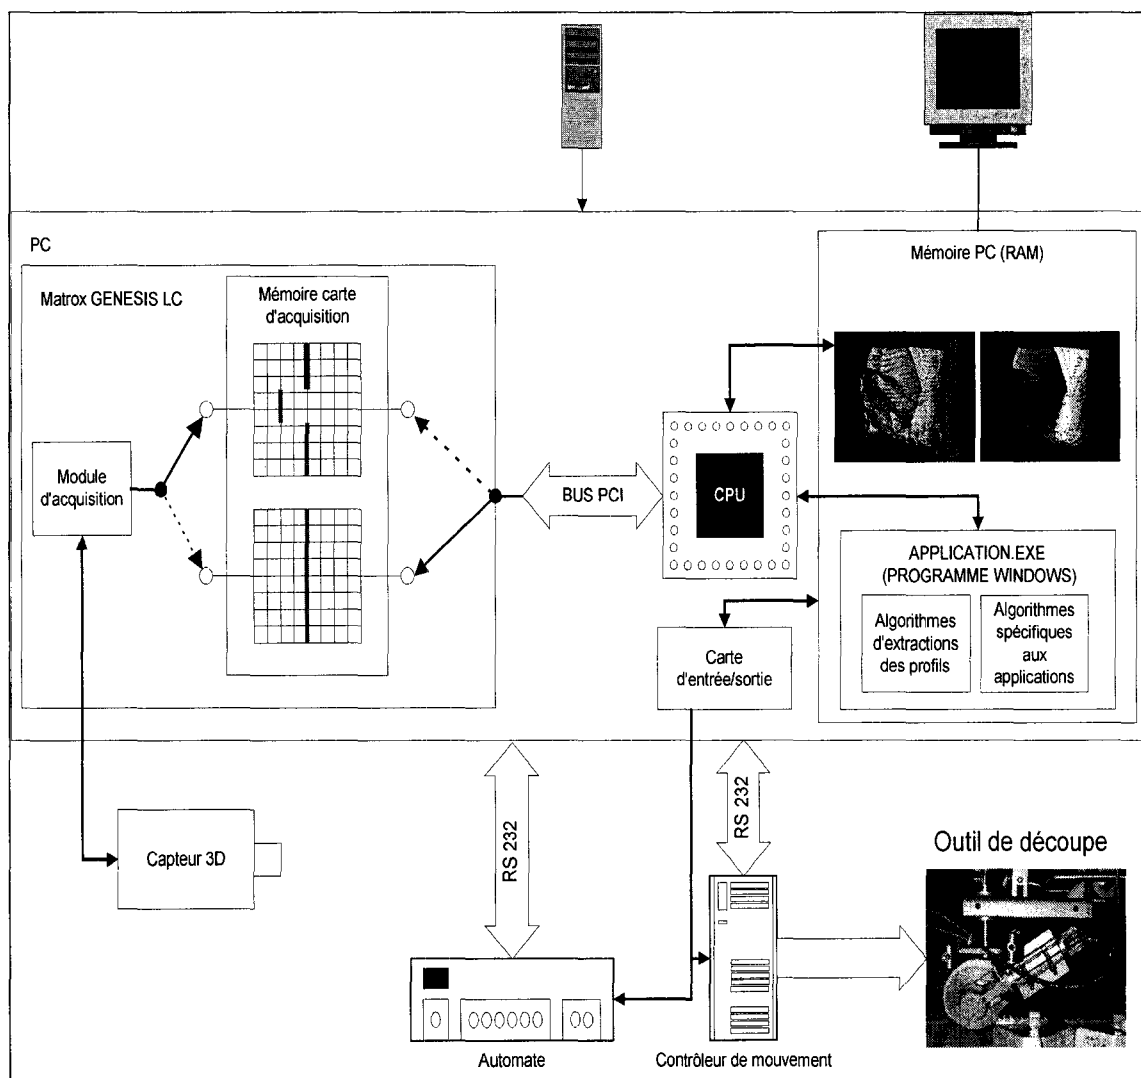 PC
Matrox GENESIS LC
Mémoire carte
d'acquisition
Module
d'acquisition
BUS PCI
CPU
Mémoire PC (RAM)
APPLICATION.EXE
(PROGRAMME WINDOWS)
Algorithmes
d'extractions
des profils
Algorithmes
spécifiques
aux
applications
Carte
d'entrée/sortie
Capteur 3D
RS 232
RS 232
Outil de découpe
Automate
Contrôleur de mouvement